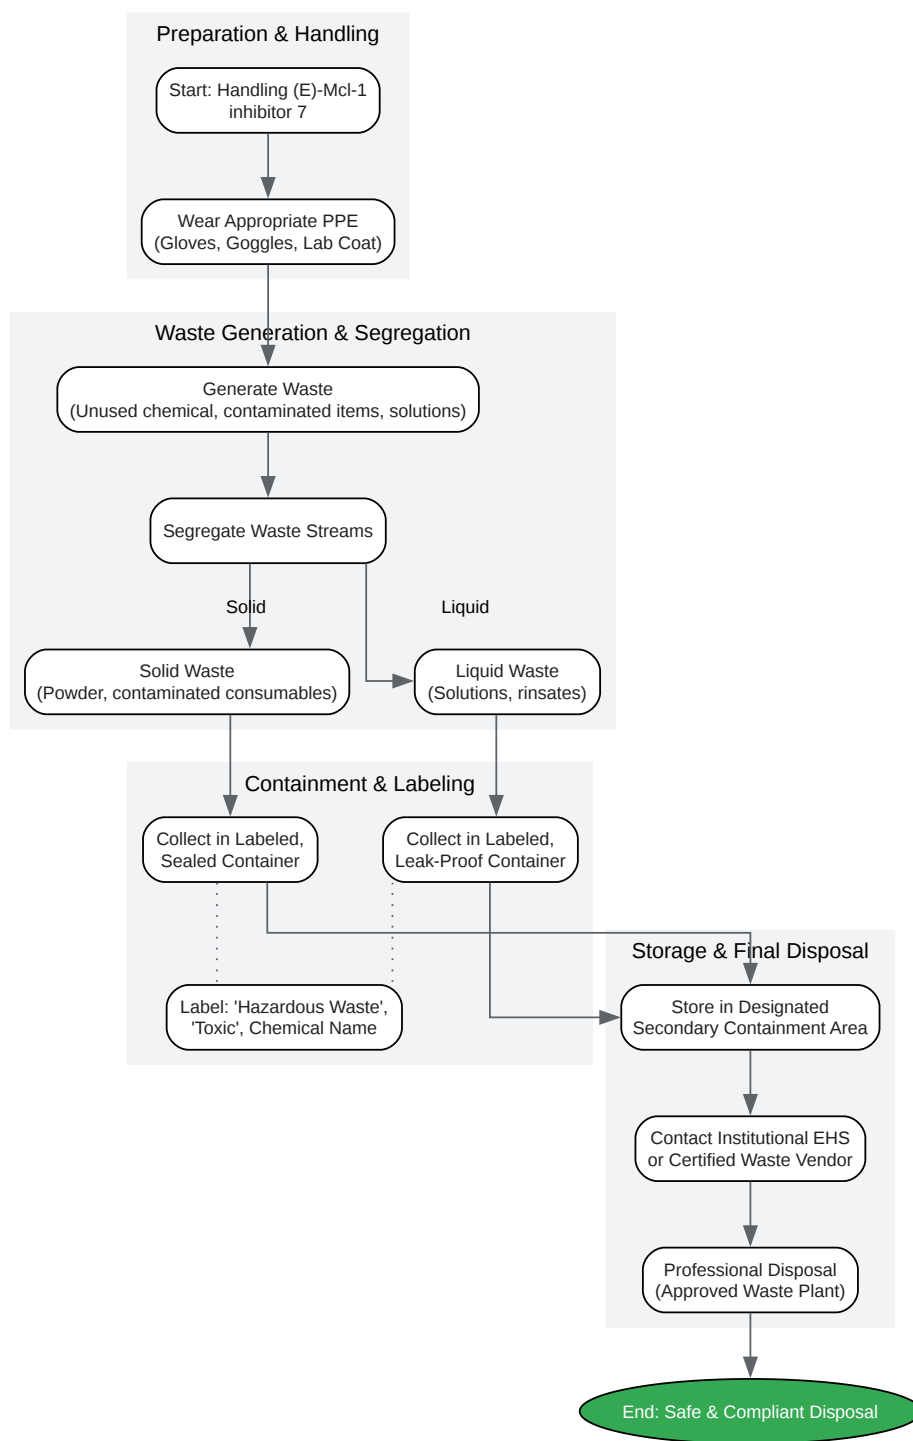 Preparation & Handling
Start: Handling (E)-Mcl-1
inhibitor 7
Wear Appropriate PPE
(Gloves, Goggles, Lab Coat)
Waste Generation & Segregation
Generate Waste
(Unused chemical, contaminated items, solutions)
Segregate Waste Streams
Solid
Liquid
Solid Waste
(Powder, contaminated consumables)
Liquid Waste
(Solutions, rinsates)
Containment & Labeling
Collect in Labeled,
Sealed Container
Collect in Labeled,
Leak-Proof Container
Label: 'Hazardous Waste',
'Toxic', Chemical Name
Storage & Final Disposal
Store in Designated
Secondary Containment Area
Contact Institutional EHS
or Certified Waste Vendor
Professional Disposal
(Approved Waste Plant)
End: Safe & Compliant Disposal